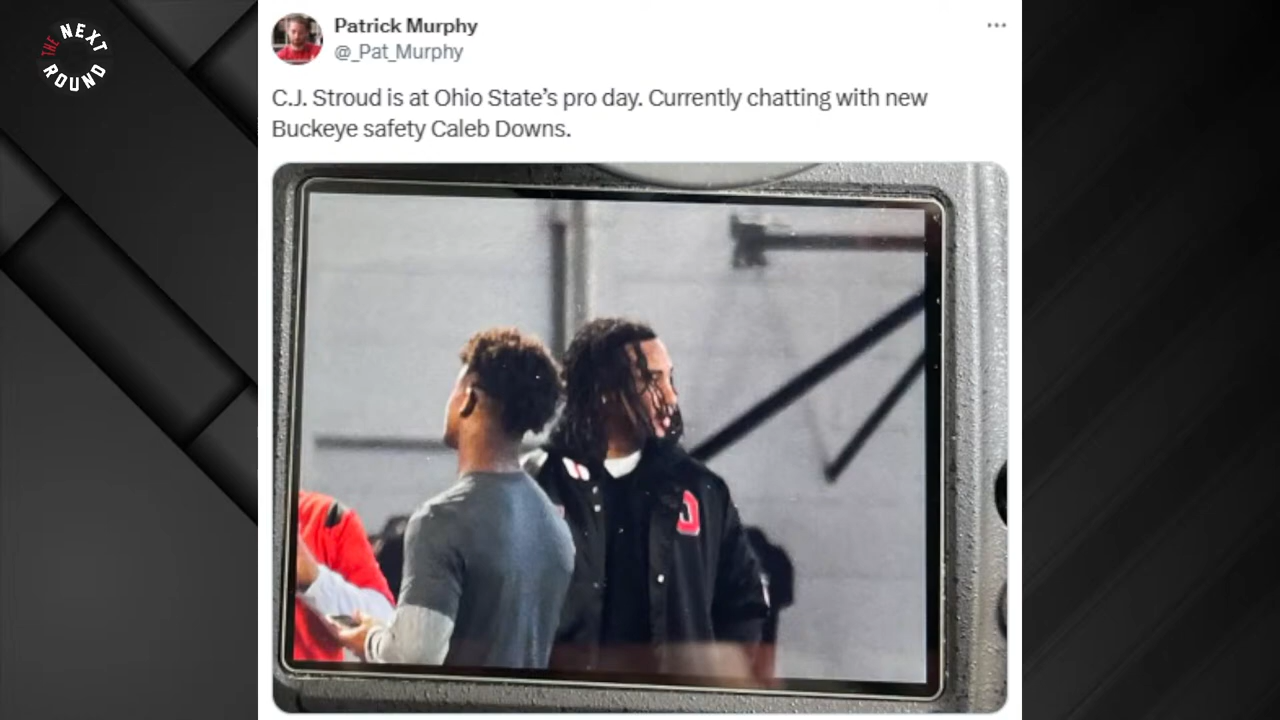 THE NEXT
ROUND
Patrick Murphy
@_Pat_Murphy
C.J. Stroud is at Ohio State's pro day. Currently chatting with new
Buckeye safety Caleb Downs.